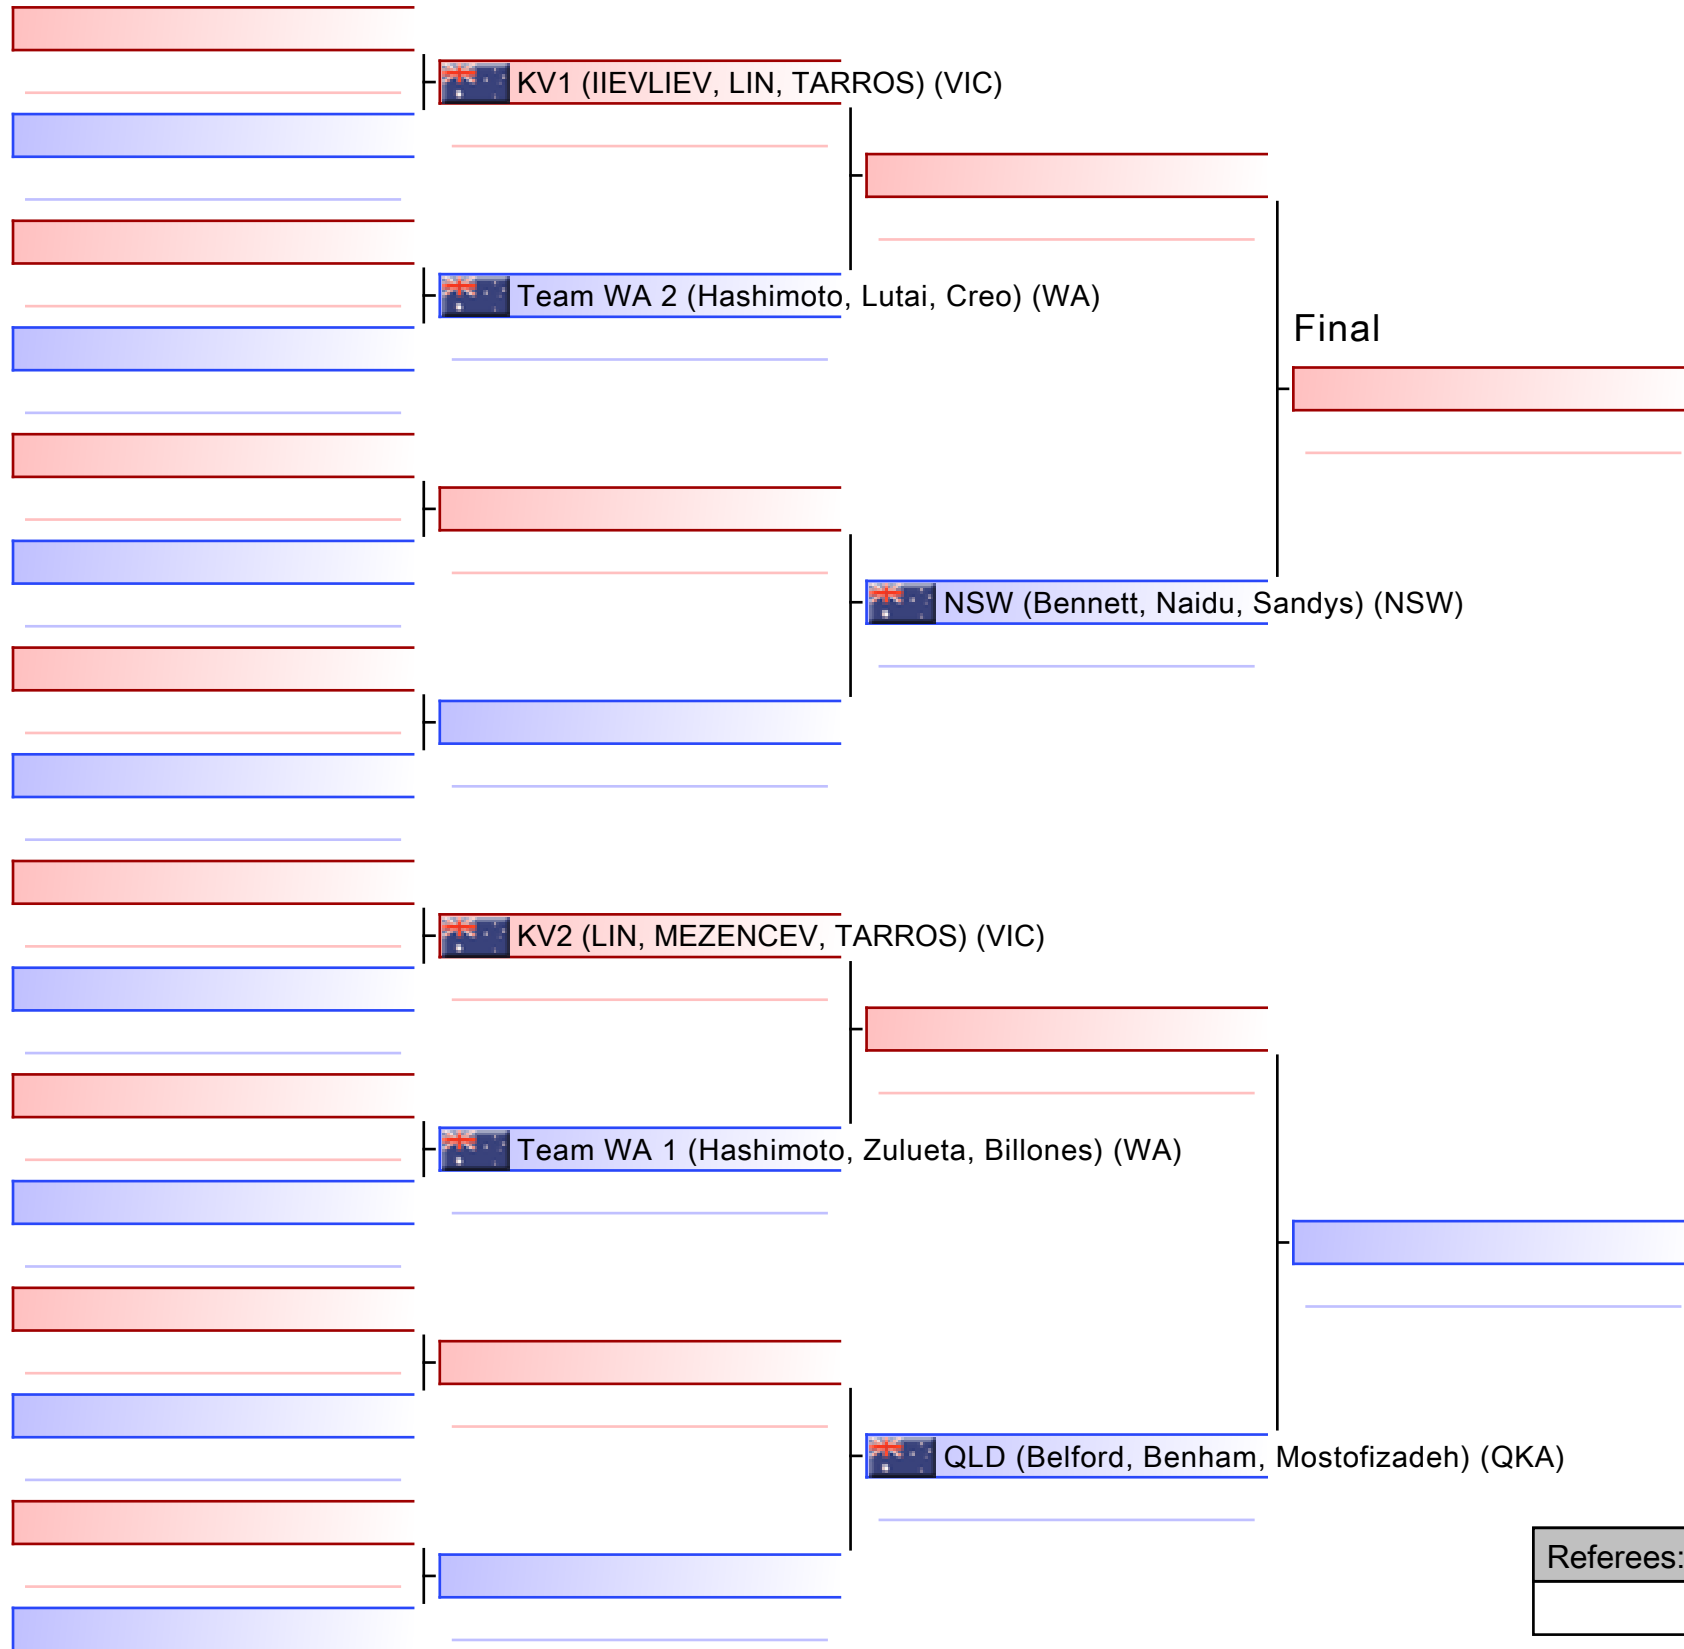 KV1 (IIEVLIEV, LIN, TARROS) (VIC)
Team WA 2 (Hashimoto, Lutai, Creo) (WA)
Final
NSW (Bennett, Naidu, Sandys) (NSW)
KV2 (LIN, MEZENCEV, TARROS) (VIC)
Team WA 1 (Hashimoto, Zulueta, Billones) (WA)
QLD (Belford, Benham, Mostofizadeh) (QKA)
Referees: